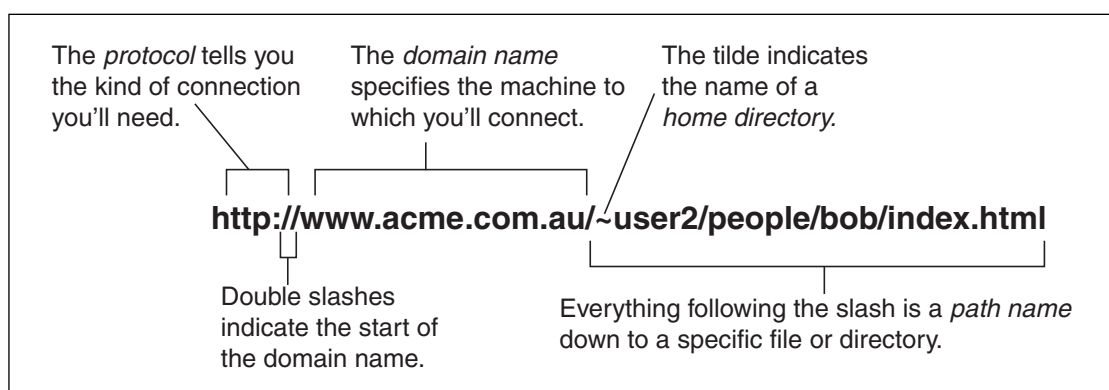 The protocol tells you
the kind of connection
you'll need.
The domain name
specifies the machine to
which you'll connect.
The tilde indicates
the name of a
home directory.
http://www.acme.com.au/~user2/people/bob/index.html
Double slashes
indicate the start of
the domain name.
Everything following the slash is a path name
down to a specific file or directory.